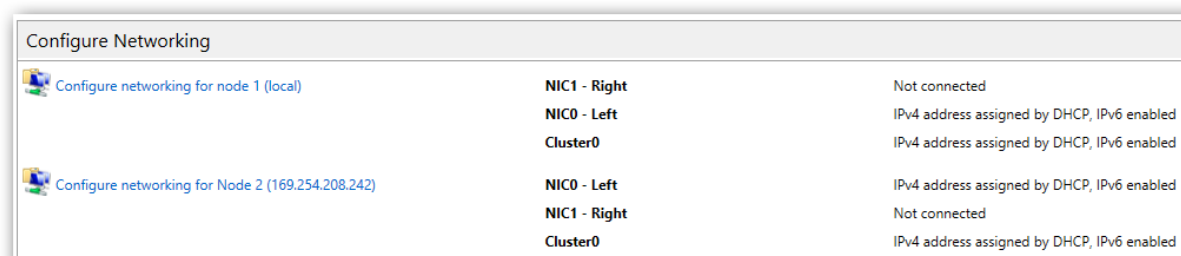 Configure Networking
Configure networking for node 1 (local) NIC1 - Right Not connected
NIC0 - Left IPv4 address assigned by DHCP, IPv6 enabled
Cluster0 IPv4 address assigned by DHCP, IPv6 enabled
Configure networking for Node 2 (169.254.208.242) NIC0 - Left IPv4 address assigned by DHCP, IPv6 enabled
NIC1 - Right Not connected
Cluster0 IPv4 address assigned by DHCP, IPv6 enabled